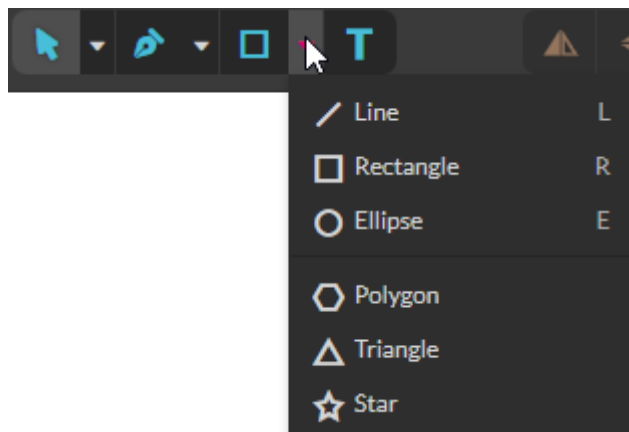 T
Line L
Rectangle R
Ellipse E
Polygon
Triangle
Star